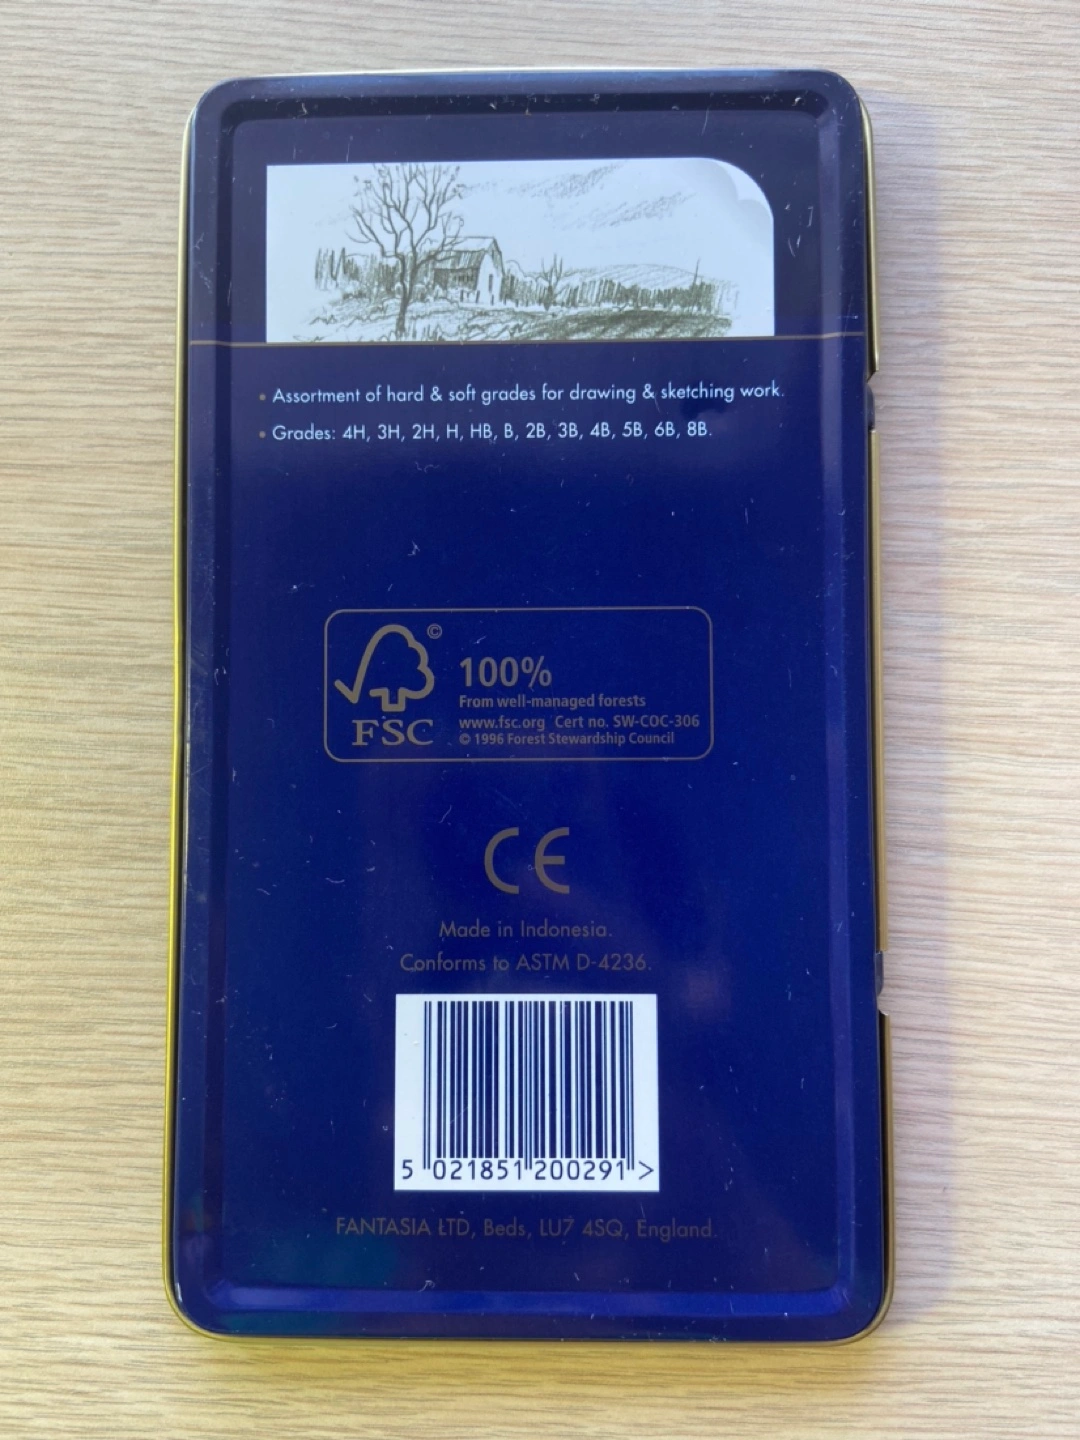 • Assortment of hard & soft grades for drawing & sketching work.
• Grades: 4H, 3H, 2H, H, HB, B, 2B, 3B, 4B, 5B, 6B, 8B.
©
FSC
100%
From well-managed forests
www.fsc.org Cert no. SW-COC-306
© 1996 Forest Stewardship Council
CE
Made in Indonesia.
Conforms to ASTM D-4236.
5 021851 200291 >
FANTASIA LTD, Beds, LU7 4SQ, England.